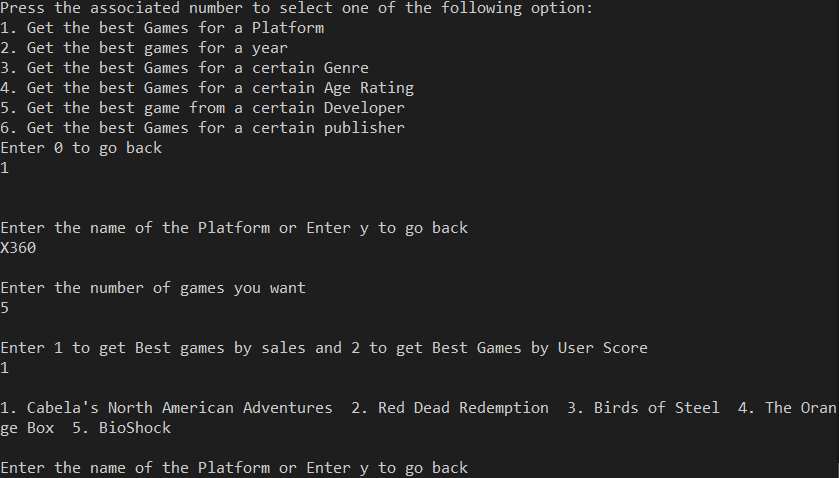 Press the associated number to select one of the following option:
1. Get the best Games for a Platform
2. Get the best games for a year
3. Get the best Games for a certain Genre
4. Get the best Games for a certain Age Rating
5. Get the best game from a certain Developer
6. Get the best Games for a certain publisher
Enter 0 to go back
1
Enter the name of the Platform or Enter y to go back
X360
Enter the number of games you want
5
Enter 1 to get Best games by sales and 2 to get Best Games by User Score
1
1. Cabela's North American Adventures  2. Red Dead Redemption  3. Birds of Steel  4. The Oran
ge Box  5. BioShock
Enter the name of the Platform or Enter y to go back